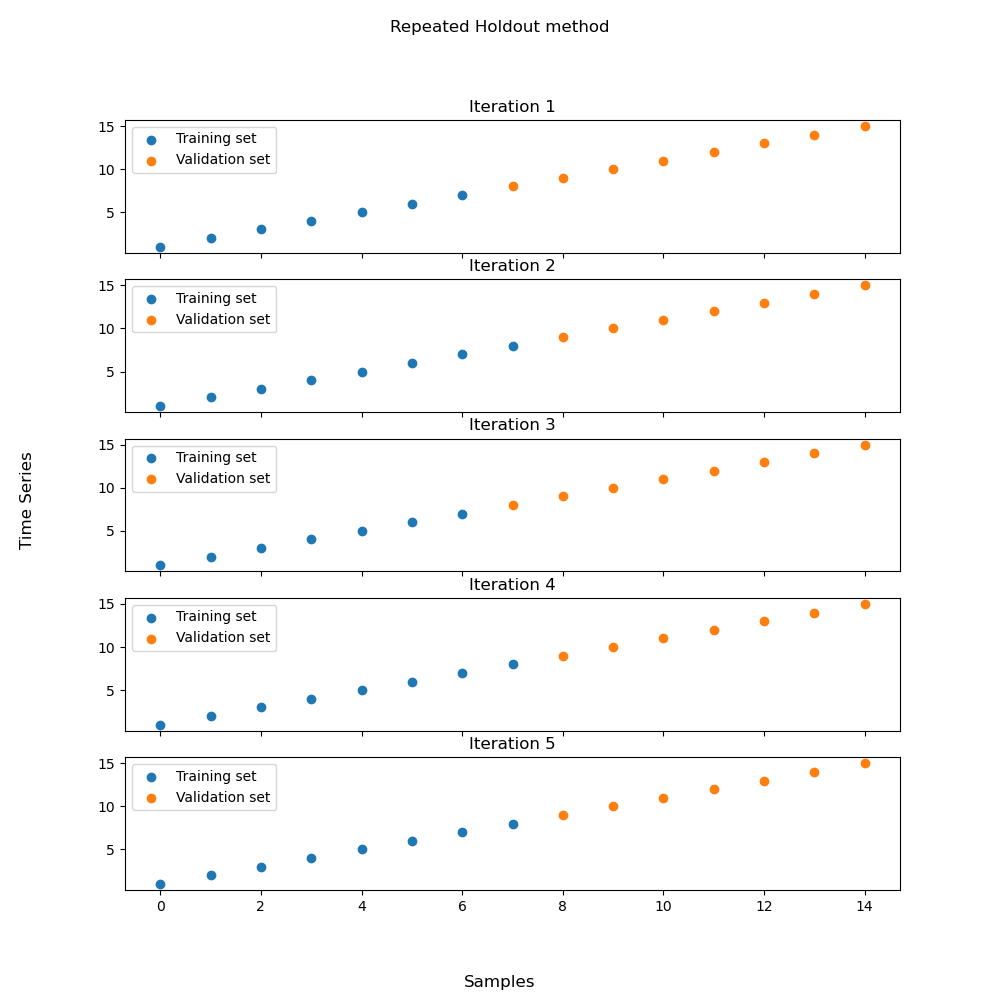 Repeated Holdout method
Iteration 1
15
10
5
Training set
Validation set
Iteration 2
15
10
5
Training set
Validation set
Iteration 3
15
10
5
Training set
Validation set
Iteration 4
15
10
5
Training set
Validation set
Iteration 5
15
10
5
Training set
Validation set
0 2 4 6 8 10 12 14
Time Series
Samples